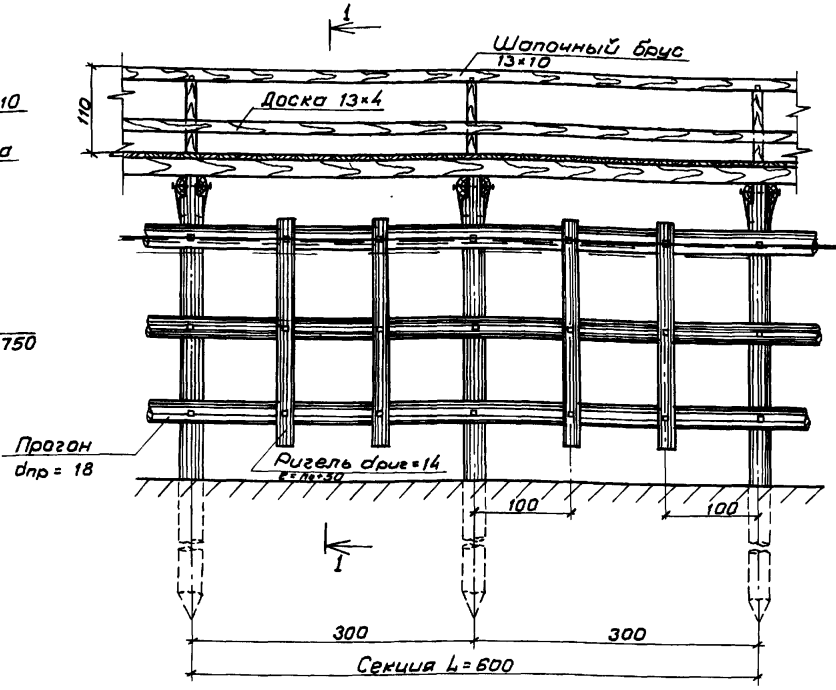 1
Шапочный брус
13×10
10
110
Доска 13×4
а
750
Прогон
dпр = 18
Ригель dриг=14
100
100
1
300
300
Секция L=600